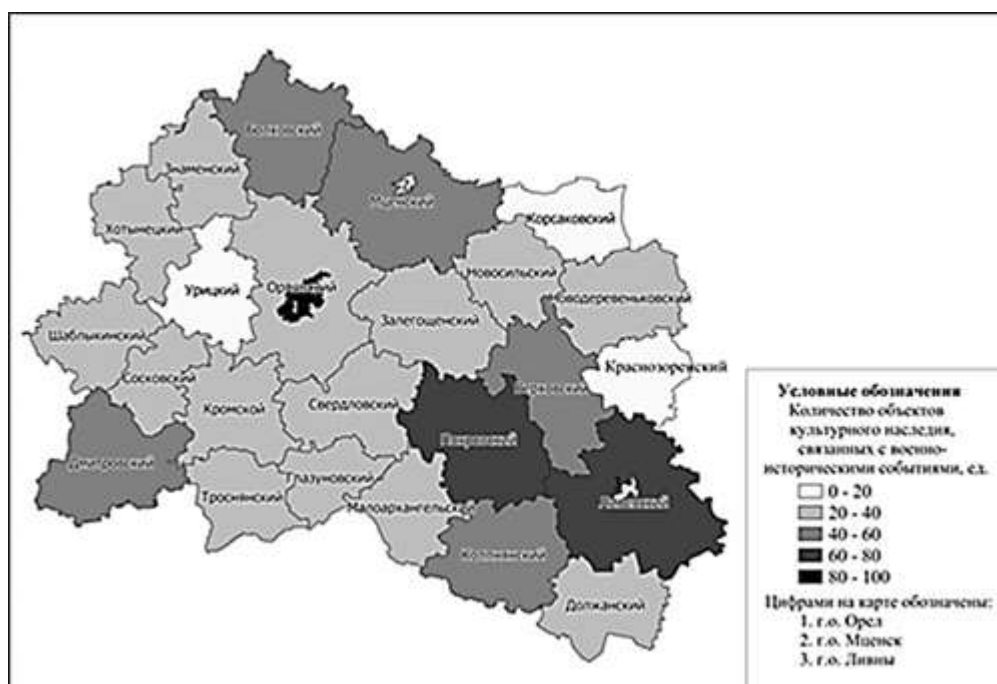 Болховский
Знаменский
Мценский
Хотынецкий
Корсаковский
Новосильский
Урицкий
Орловский
1
Новодеревеньковский
Залегощенский
Шаблыкинский
Краснозоренский
Сосковский
Верховский
Кромской
Свердловский
Покровский
Дмитровский
Глазуновский
Троснянский
Малоархангельский
Ливенский
Колпнянский
Должанский
Условные обозначения
Количество объектов
культурного наследия,
связанных с военно-
историческими событиями, ед.
0 - 20
20 - 40
40 - 60
60 - 80
80 - 100
Цифрами на карте обозначены:
1. г.о. Орел
2. г.о. Мценск
3. г.о. Ливны